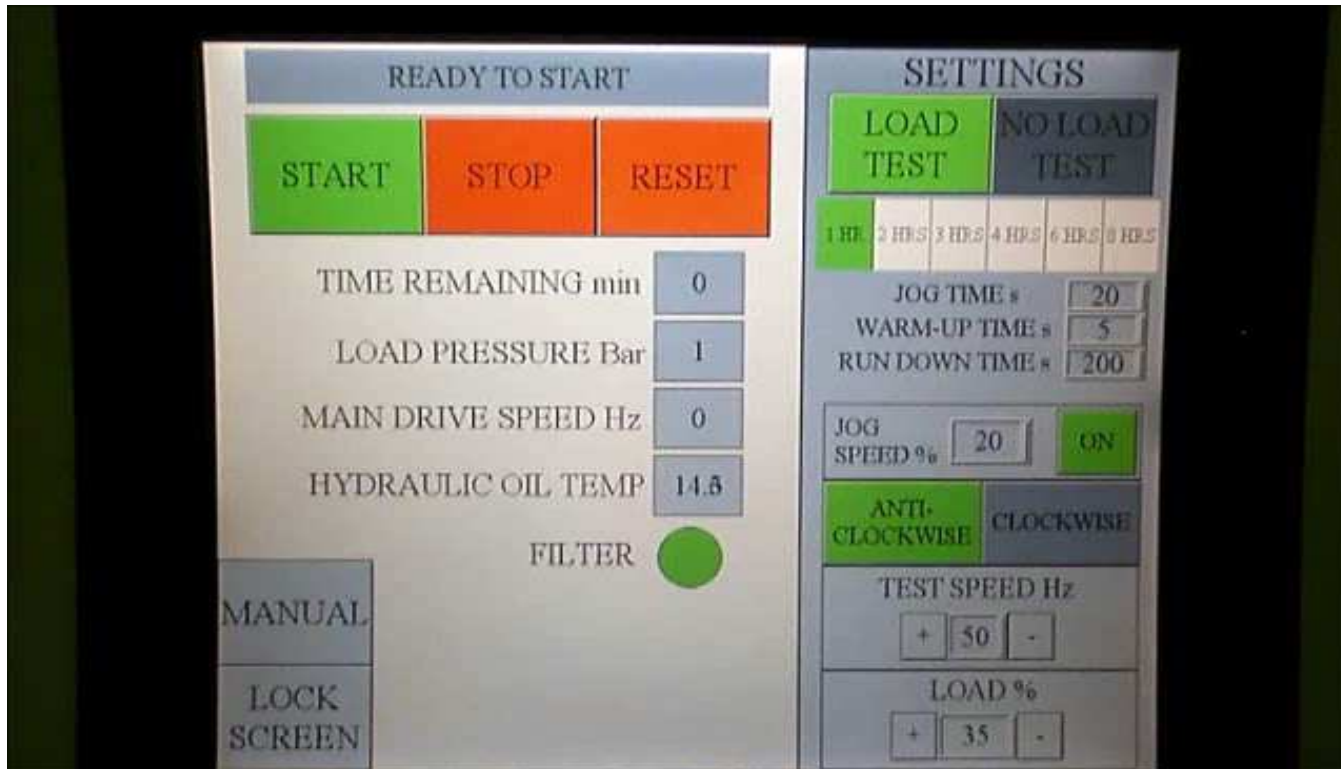 READY TO START
START STOP RESET
TIME REMAINING min 0
LOAD PRESSURE Bar 1
MAIN DRIVE SPEED Hz 0
HYDRAULIC OIL TEMP
FILTER
MANUAL
LOCK
SCREEN
SETTINGS
LOAD
TEST
NO LOAD
TEST
1 HR 2 HRS 3 HRS 4 HRS 6 HRS 8 HRS
JOG TIME s 20
WARM-UP TIME s 5
RUN DOWN TIME s 200
JOG
SPEED % 20 ON
ANTI-
CLOCKWISE
CLOCKWISE
TEST SPEED Hz
+ 50 -
LOAD %
+ 35 -